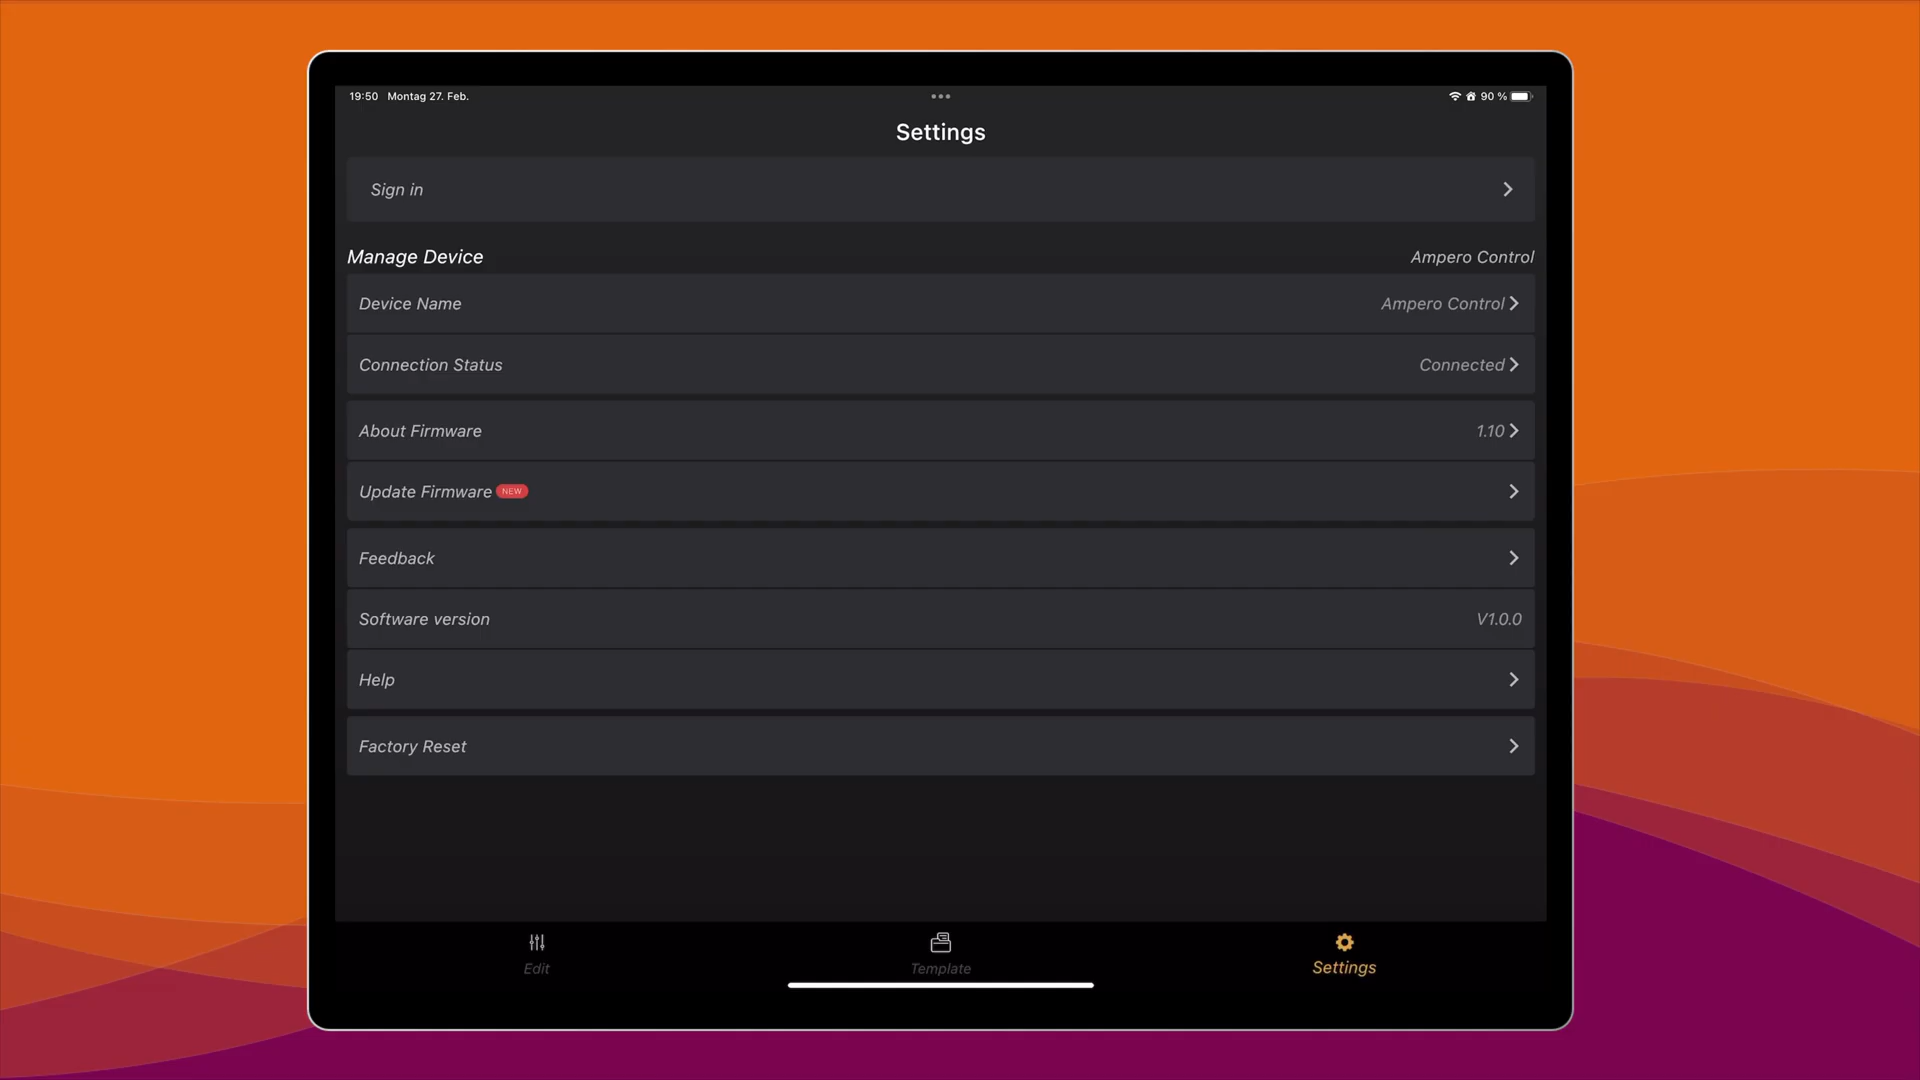 19:50 Montag 27. Feb.
90 %
Settings
Sign in
Manage Device
Ampero Control
Device Name
Ampero Control
Connection Status
Connected
About Firmware
1.10
Update Firmware NEW
Feedback
Software version
V1.0.0
Help
Factory Reset
Edit
Template
Settings